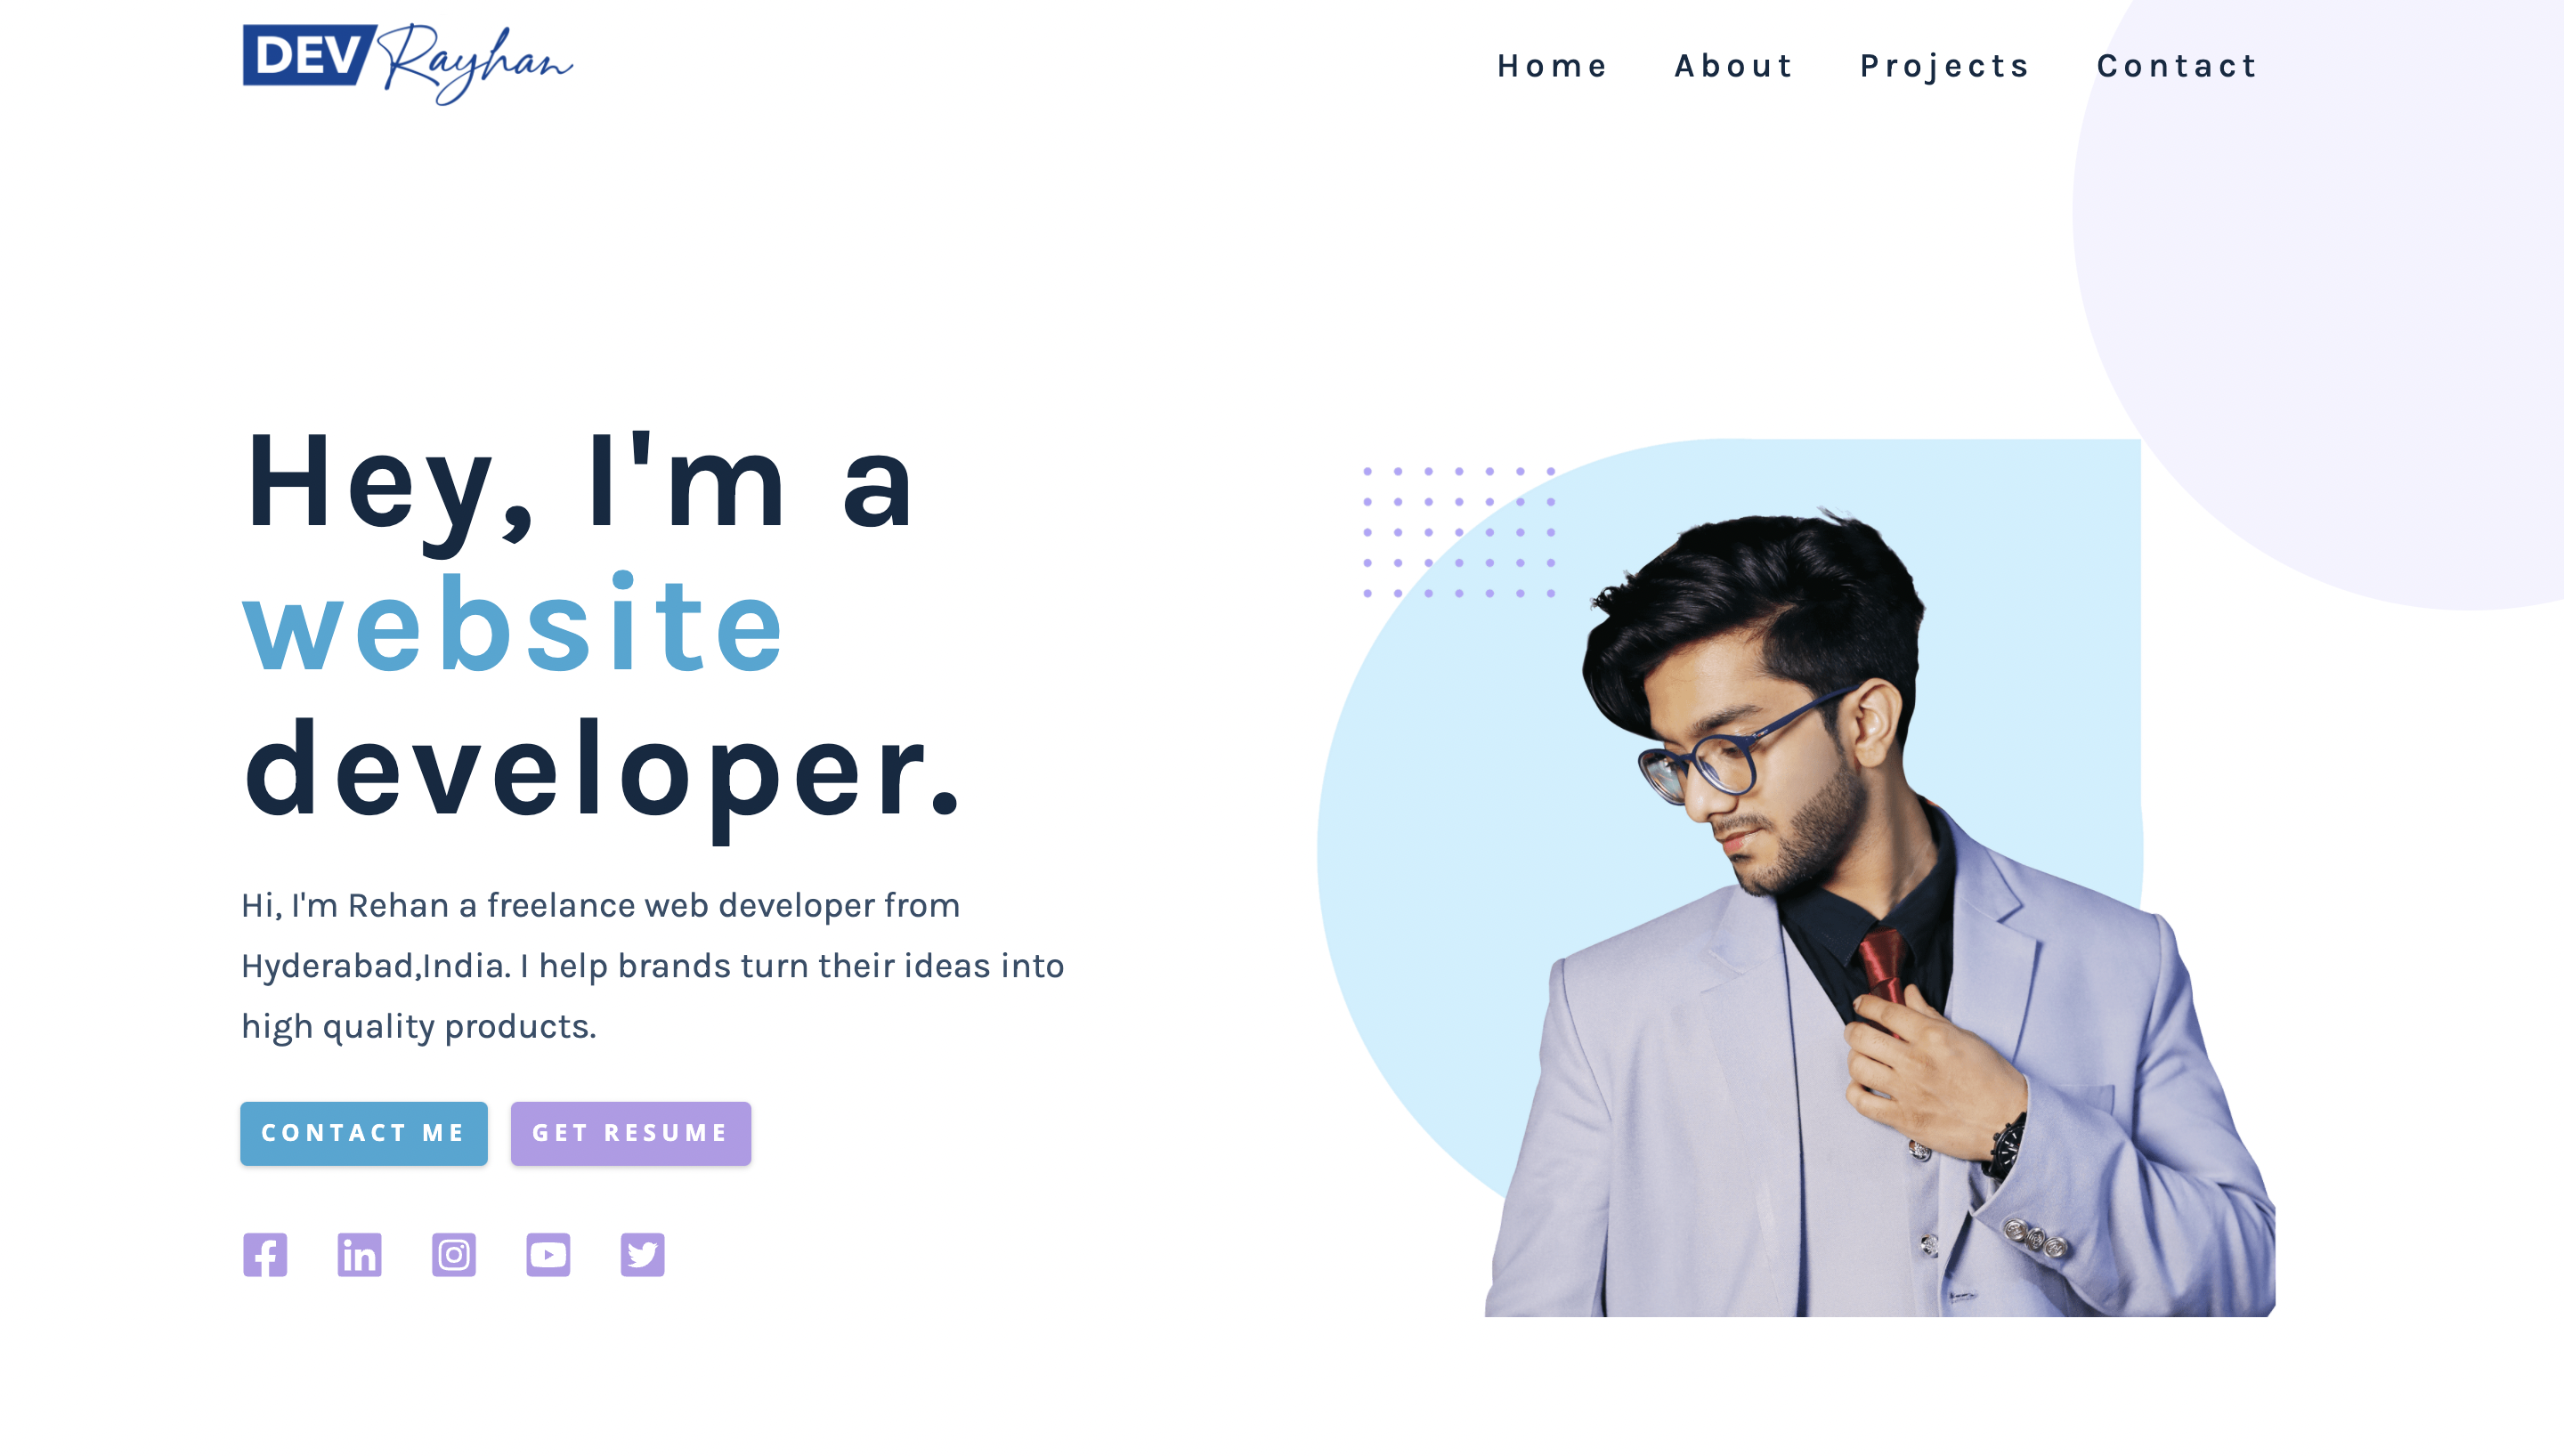 DEV Rayhan
Home About Projects Contact
Hey, I'm a
website
developer.
Hi, I'm Rehan a freelance web developer from
Hyderabad,India. I help brands turn their ideas into
high quality products.
CONTACT ME GET RESUME